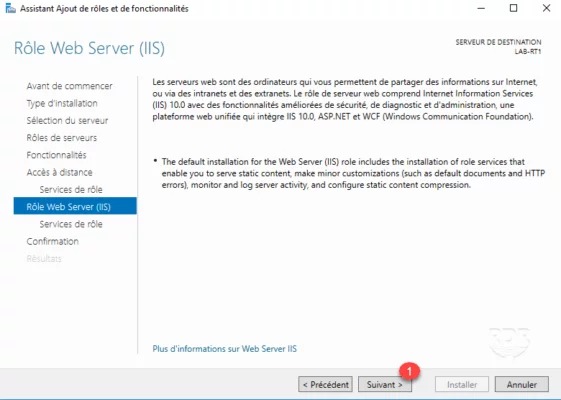 Assistant Ajout de rôles et de fonctionnalités
Rôle Web Server (IIS)
SERVEUR DE DESTINATION
LAB-RT1
Avant de commencer
Type d'installation
Sélection du serveur
Rôles de serveurs
Fonctionnalités
Accès à distance
Services de rôle
Rôle Web Server (IIS)
Services de rôle
Confirmation
Résultats
Les serveurs web sont des ordinateurs qui vous permettent de partager des informations sur Internet,
ou via des intranets et des extranets. Le rôle de serveur web comprend Internet Information Services
(IIS) 10.0 avec des fonctionnalités améliorées de sécurité, de diagnostic et d'administration, une
plateforme web unifiée qui intègre IIS 10.0, ASP.NET et WCF (Windows Communication Foundation).
• The default installation for the Web Server (IIS) role includes the installation of role services that
enable you to serve static content, make minor customizations (such as default documents and HTTP
errors), monitor and log server activity, and configure static content compression.
Plus d'informations sur Web Server IIS
1
< Précédent
Suivant >
Installer
Annuler